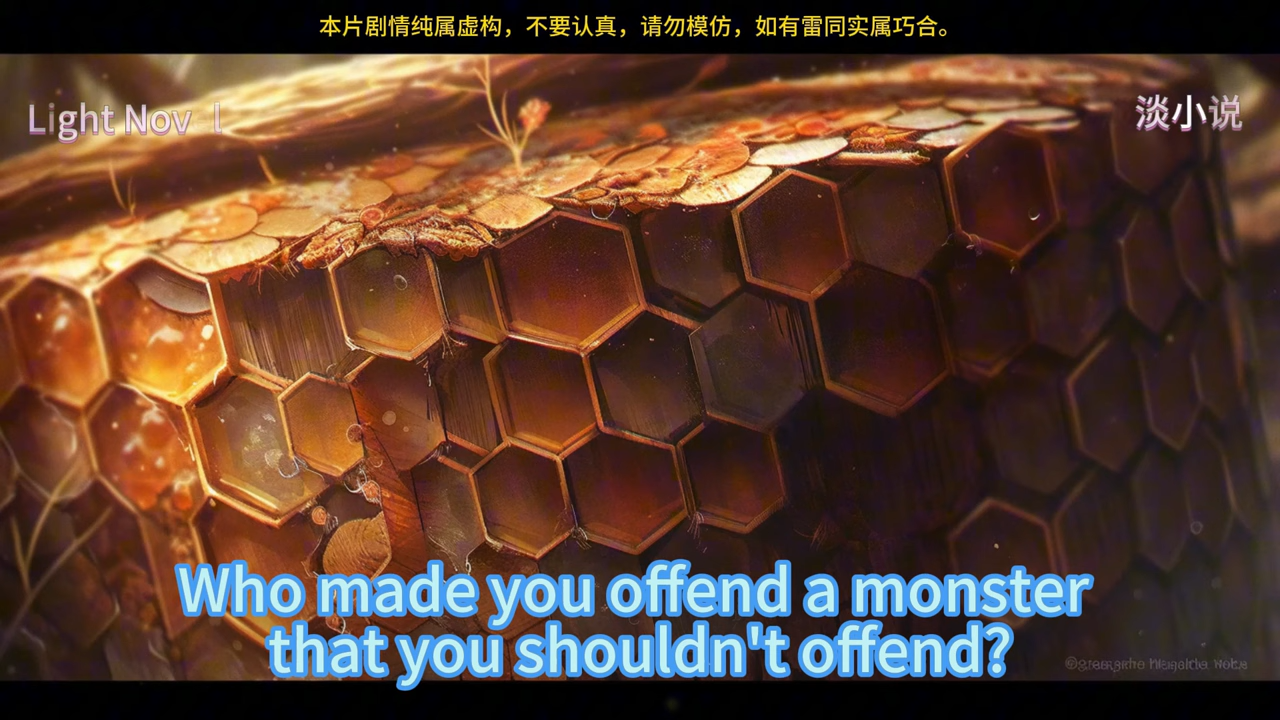 本片剧情纯属虚构，不要认真，请勿模仿，如有雷同实属巧合。
Light Nov l
淡小说
Who made you offend a monster
that you shouldn't offend?